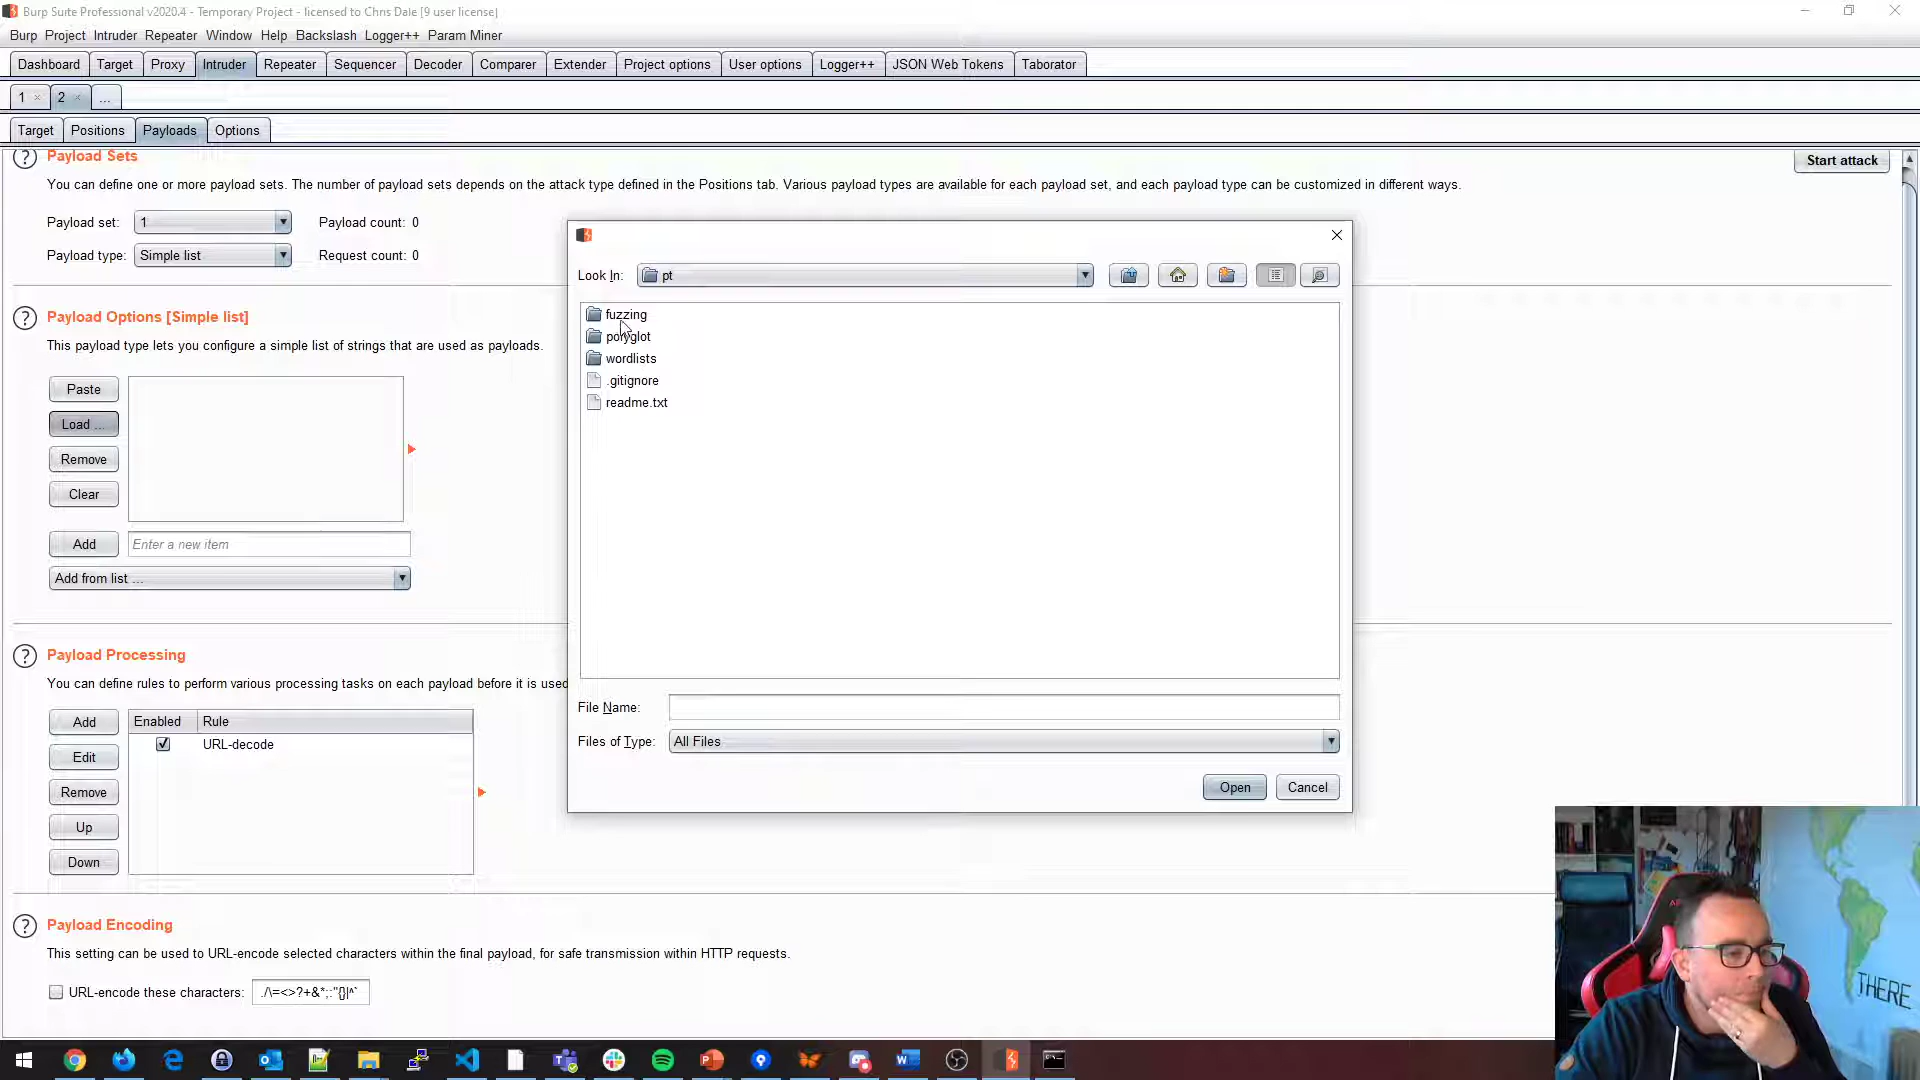 Burp Suite Professional v2020.4 - Temporary Project - licensed to Chris Dale [9 user license]
Burp Project Intruder Repeater Window Help Backslash Logger++ Param Miner
Dashboard Target Proxy Intruder Repeater Sequencer Decoder Comparer Extender Project options User options Logger++ JSON Web Tokens Taborator
1 × 2 × ...
Target Positions Payloads Options
? Payload Sets
Start attack
You can define one or more payload sets. The number of payload sets depends on the attack type defined in the Positions tab. Various payload types are available for each payload set, and each payload type can be customized in different ways.
Payload set: 1 Payload count: 0
Payload type: Simple list Request count: 0
? Payload Options [Simple list]
This payload type lets you configure a simple list of strings that are used as payloads.
Paste
Load ...
Remove
Clear
Add Enter a new item
Add from list ...
? Payload Processing
You can define rules to perform various processing tasks on each payload before it is used
Add Enabled Rule
URL-decode
Edit
Remove
Up
Down
? Payload Encoding
This setting can be used to URL-encode selected characters within the final payload, for safe transmission within HTTP requests.
URL-encode these characters: ./\=<>?+&*;:"{}|^`
Look In: pt
fuzzing
polyglot
wordlists
.gitignore
readme.txt
File Name:
Files of Type: All Files
Open Cancel
THERE